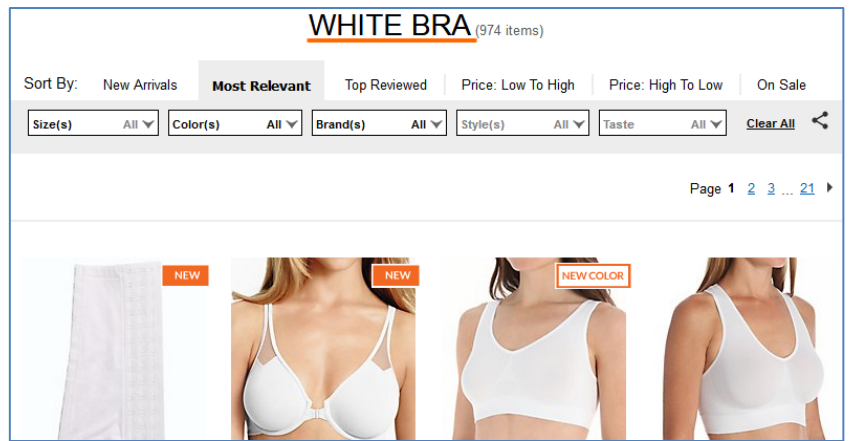 WHITE BRA (974 items)
Sort By: New Arrivals Most Relevant Top Reviewed Price: Low To High Price: High To Low On Sale
Size(s) All Color(s) All Brand(s) All Style(s) All Taste All Clear All
Page 1 2 3 ... 21
NEW NEW NEW COLOR